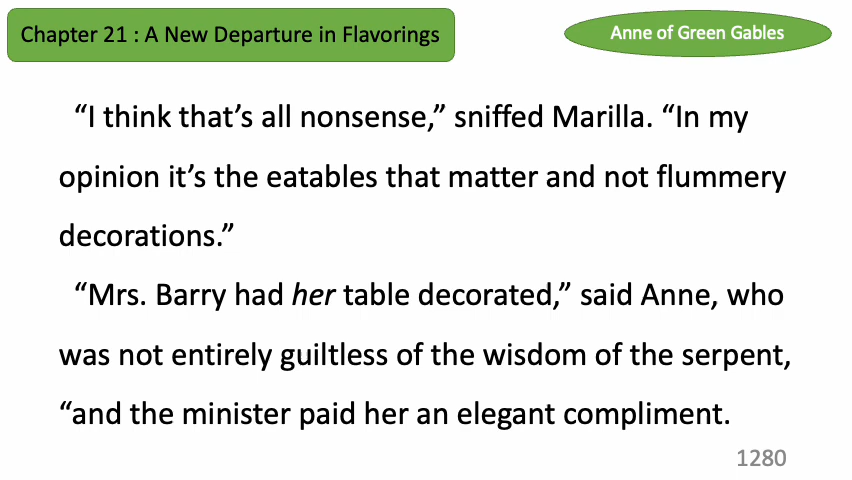 Chapter 21 : A New Departure in Flavorings
Anne of Green Gables
“I think that’s all nonsense,” sniffed Marilla. “In my
opinion it’s the eatables that matter and not flummery
decorations.”
“Mrs. Barry had her table decorated,” said Anne, who
was not entirely guiltless of the wisdom of the serpent,
“and the minister paid her an elegant compliment.
1280